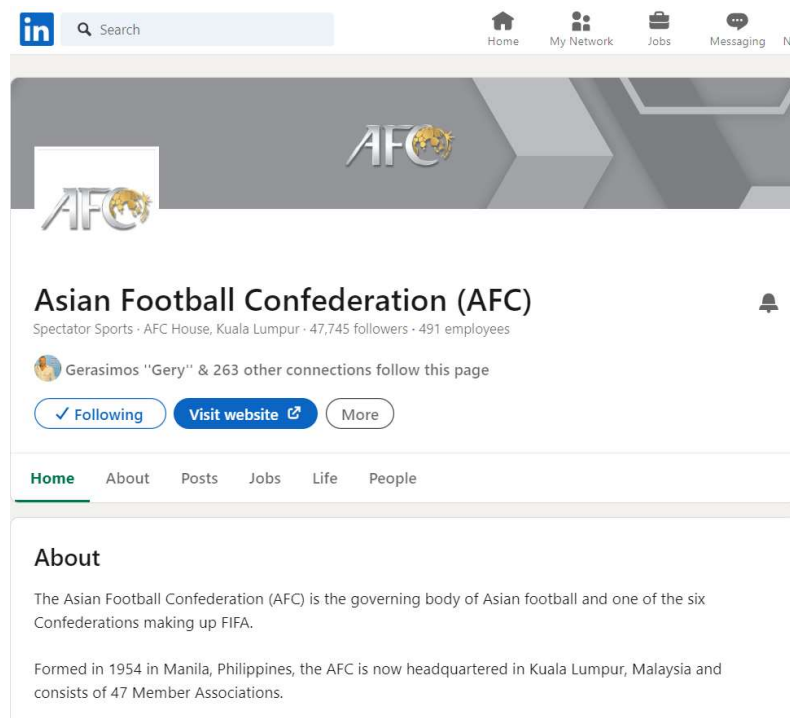 in
Search
Home
My Network
Jobs
Messaging
N
AFC
AFC
Asian Football Confederation (AFC)
Spectator Sports · AFC House, Kuala Lumpur · 47,745 followers · 491 employees
Gerasimos "Gery" & 263 other connections follow this page
Following
Visit website
More
Home
About
Posts
Jobs
Life
People
About
The Asian Football Confederation (AFC) is the governing body of Asian football and one of the six
Confederations making up FIFA.
Formed in 1954 in Manila, Philippines, the AFC is now headquartered in Kuala Lumpur, Malaysia and
consists of 47 Member Associations.